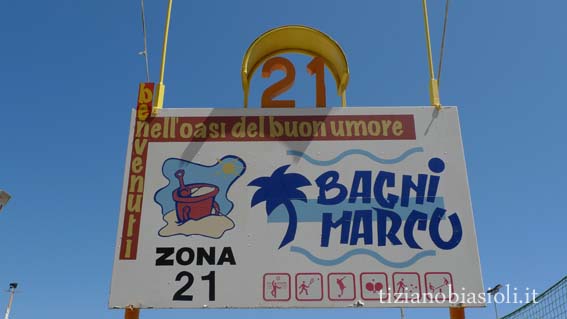 21
benvenuti
nell'oasi del buon umore
BAGNI
MARCO
ZONA
21
tizianobiasioli.it